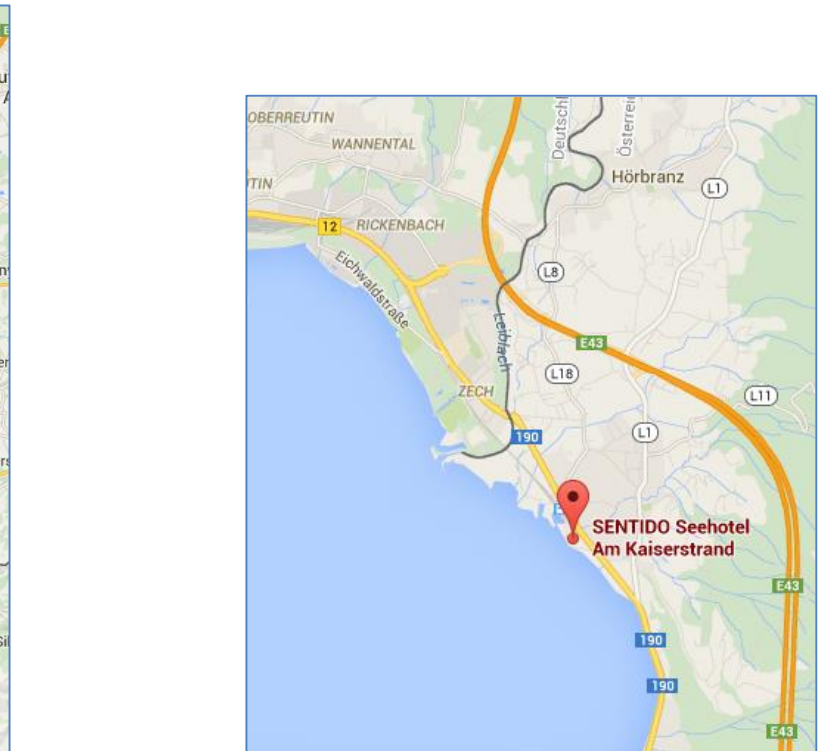 OBERREUTIN
WANNENTAL
Deutschl
Österrei
Hörbranz
L1
12
RICKENBACH
Eichwaldstraße
L8
Leiblach
E43
L18
ZECH
L11
190
L1
SENTIDO Seehotel
Am Kaiserstrand
E43
190
190
E43